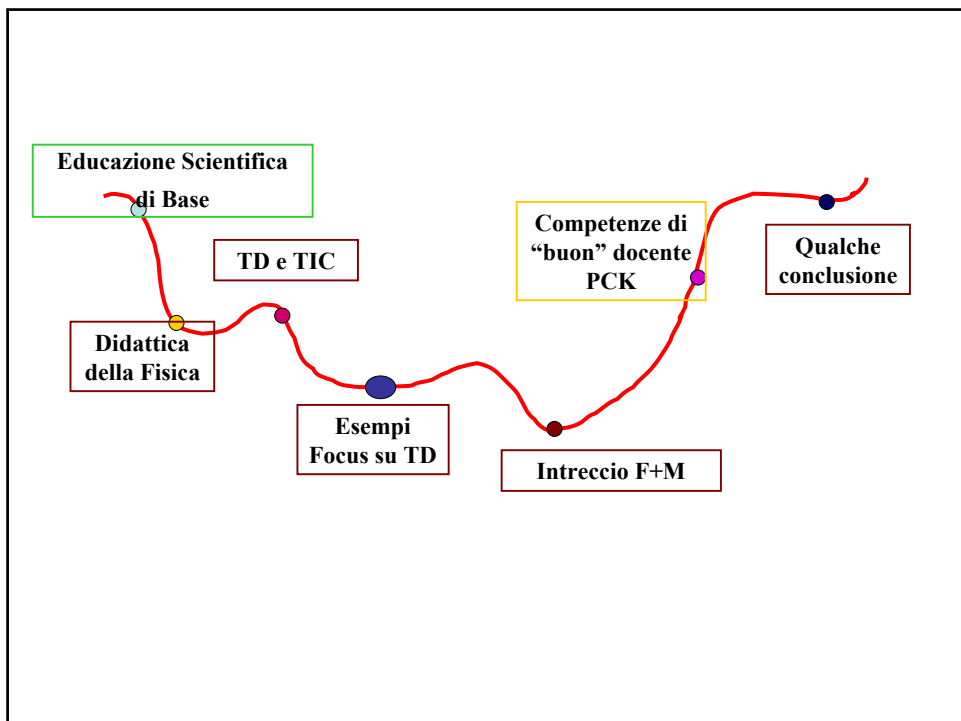 Educazione Scientifica
di Base
TD e TIC
Didattica
della Fisica
Esempi
Focus su TD
Intreccio F+M
Competenze di
“buon” docente
PCK
Qualche
conclusione